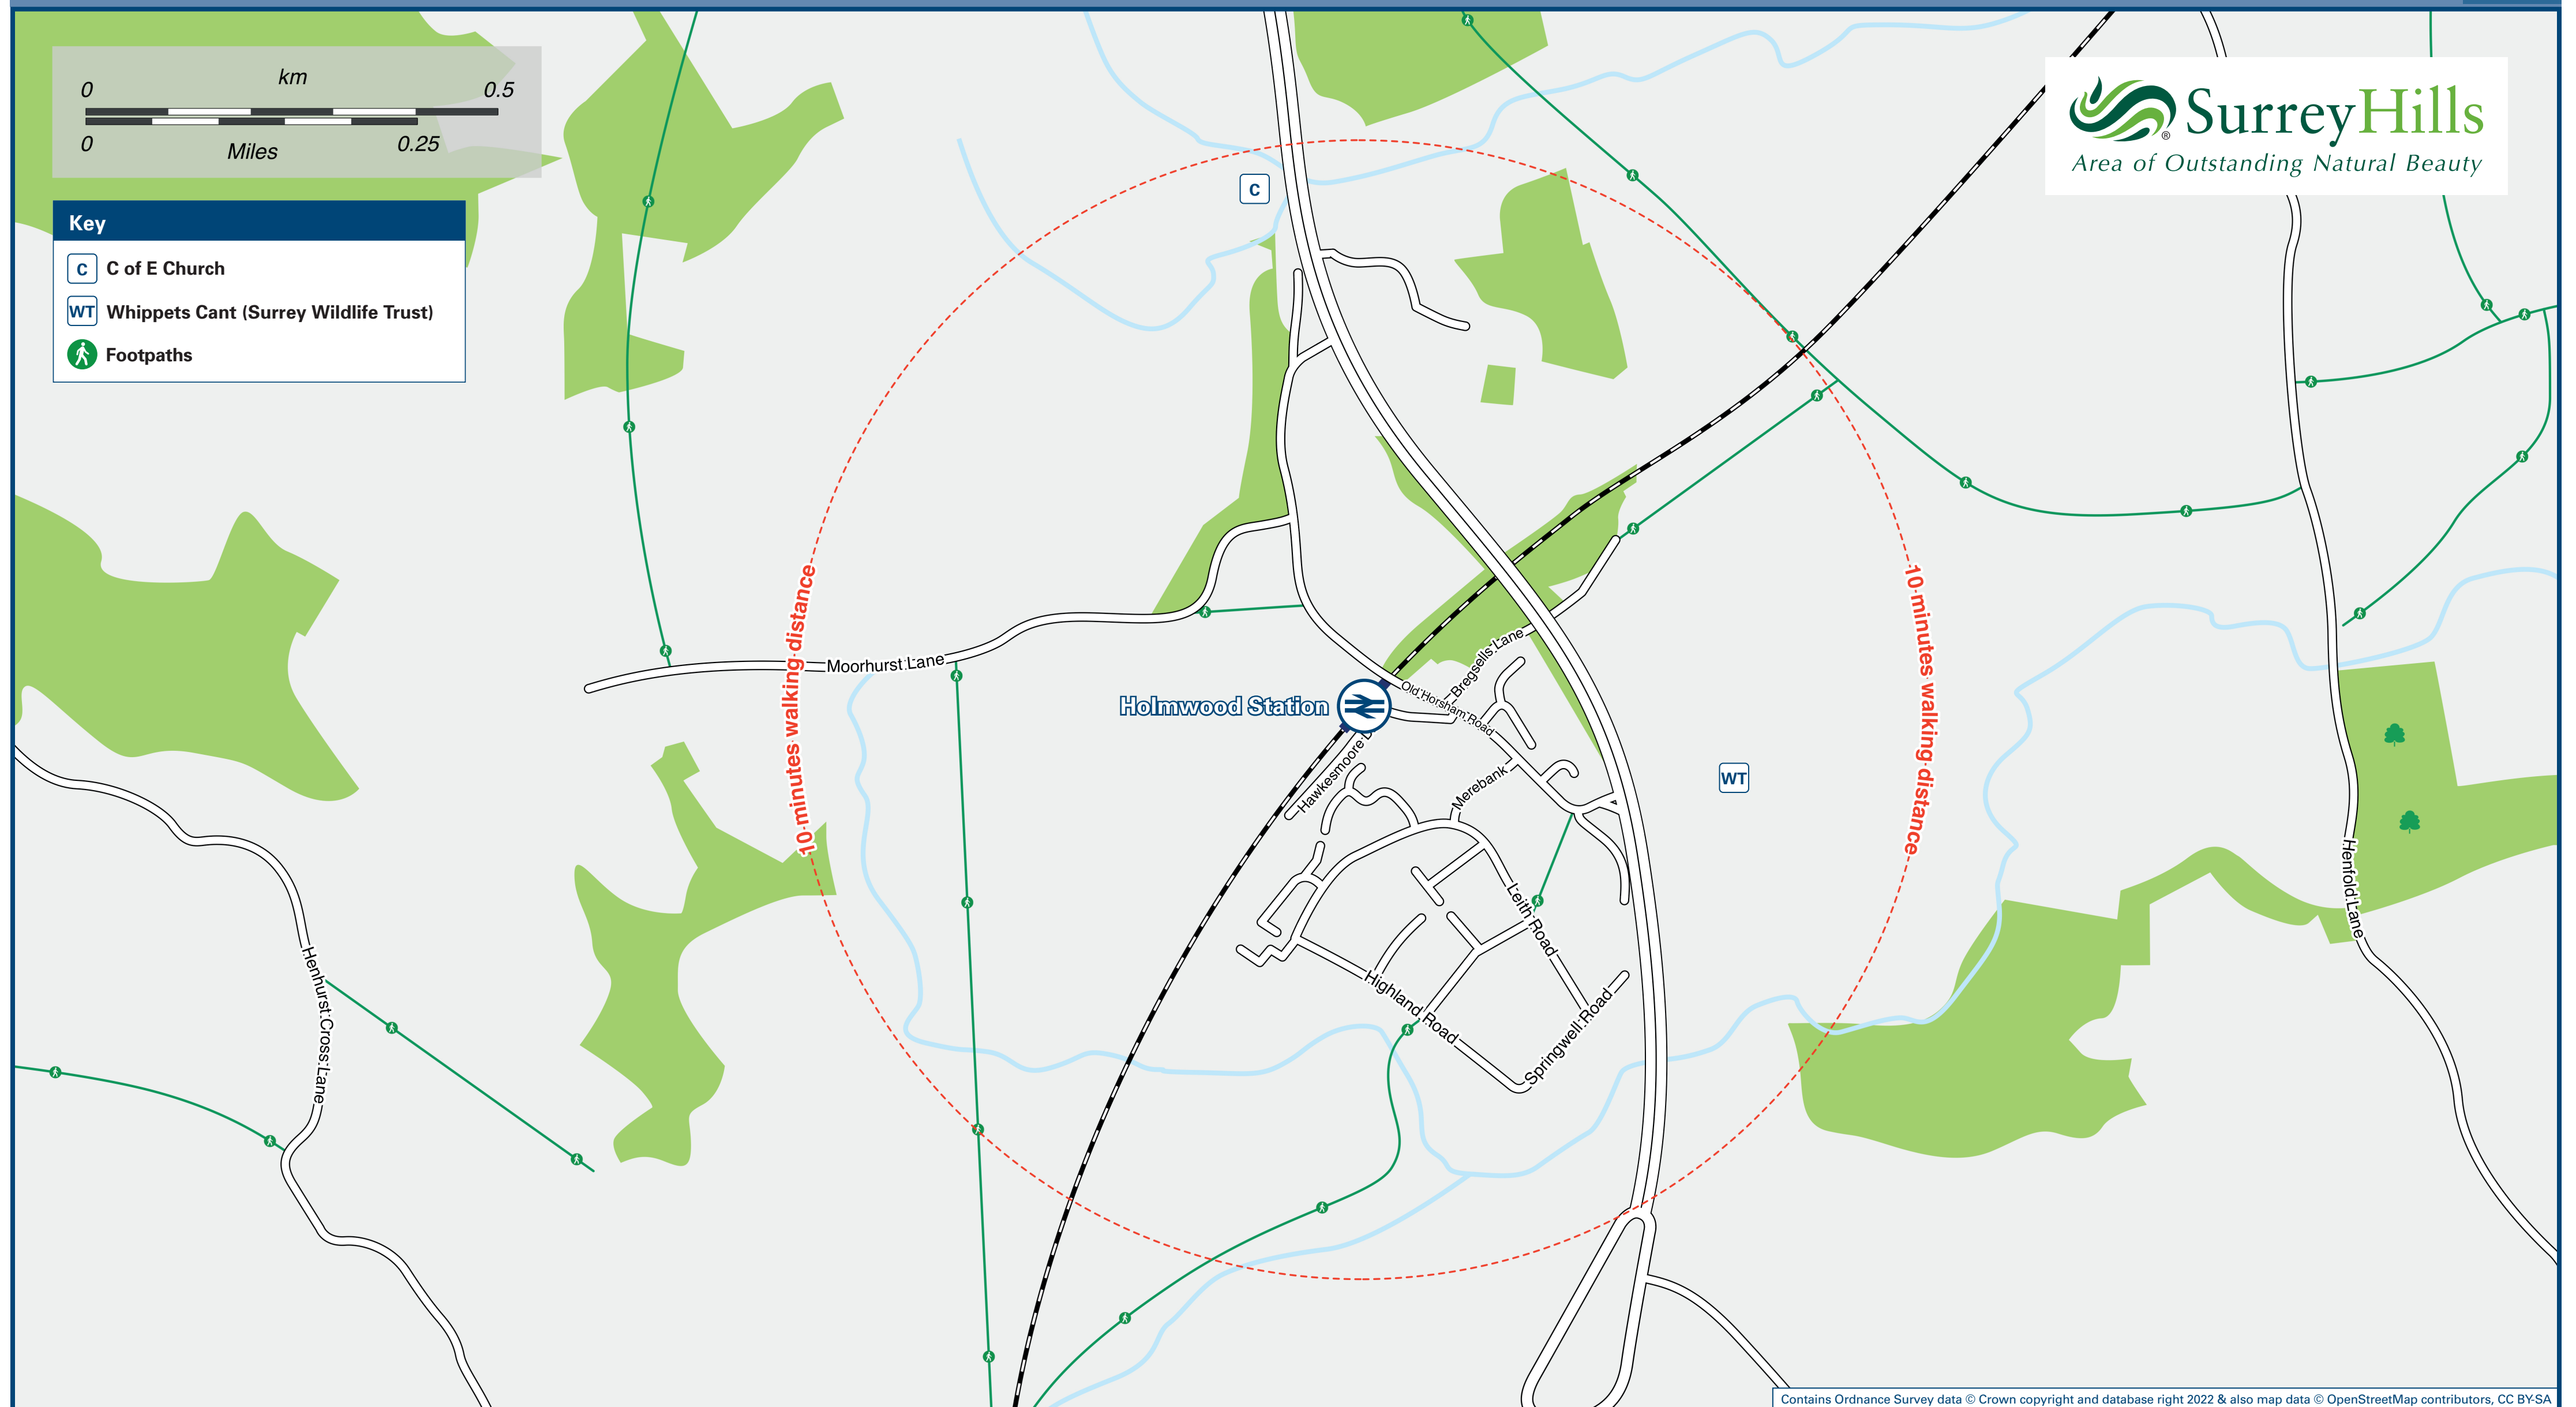 km
0 0.5
0 0.25
Miles
Key
C C of E Church
WT Whippets Cant (Surrey Wildlife Trust)
Footpaths
SurreyHills
®
Area of Outstanding Natural Beauty
C
10 minutes walking distance
10 minutes walking distance
Moorhurst Lane
Holmwood Station
Old Horsham Road
Bregsells Lane
Hawkesmoore D
Merebank
WT
Leith Road
Highland Road
Springwell Road
Henfold Lane
Henhurst Cross Lane
Contains Ordnance Survey data © Crown copyright and database right 2022 & also map data © OpenStreetMap contributors, CC BY-SA